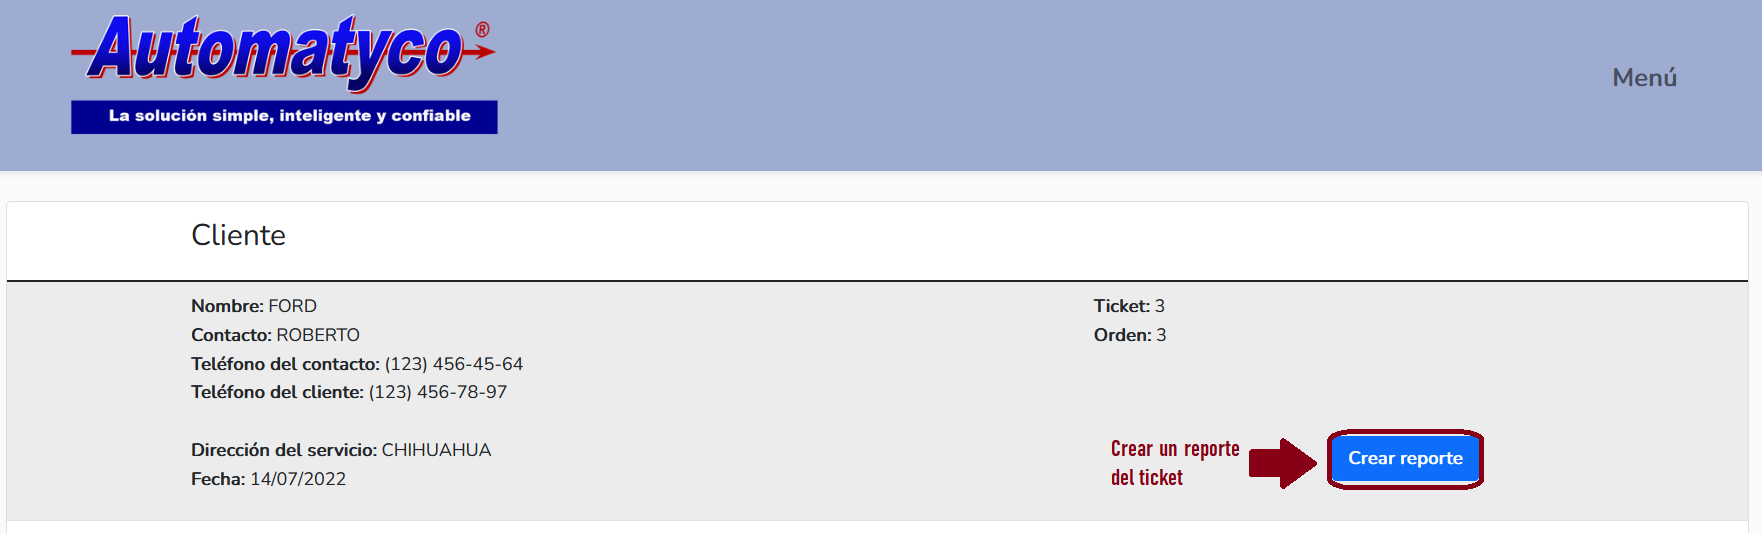 Automatyco®
La solución simple, inteligente y confiable
Menú
Cliente
Nombre: FORD
Contacto: ROBERTO
Teléfono del contacto: (123) 456-45-64
Teléfono del cliente: (123) 456-78-97
Dirección del servicio: CHIHUAHUA
Fecha: 14/07/2022
Ticket: 3
Orden: 3
Crear un reporte
del ticket
Crear reporte